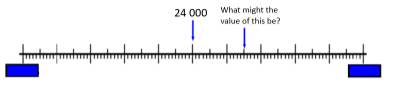 24 000
What might the
value of this be?